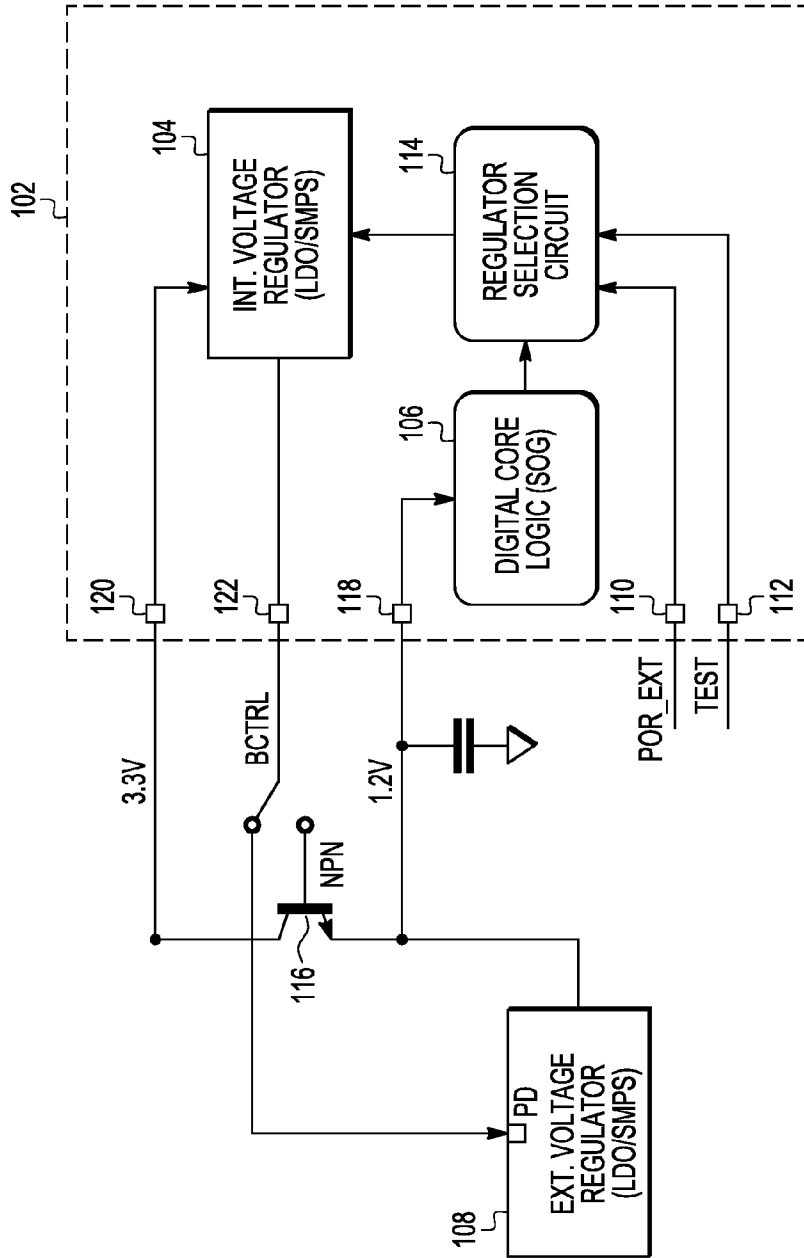 102
104
INT. VOLTAGE
REGULATOR
(LDO/SMPS)
114
REGULATOR
SELECTION
CIRCUIT
106
DIGITAL CORE
LOGIC (SOG)
120
122
118
110
112
3.3V
BCTRL
1.2V
POR_EXT
TEST
NPN
116
PD
EXT. VOLTAGE
REGULATOR
(LDO/SMPS)
108